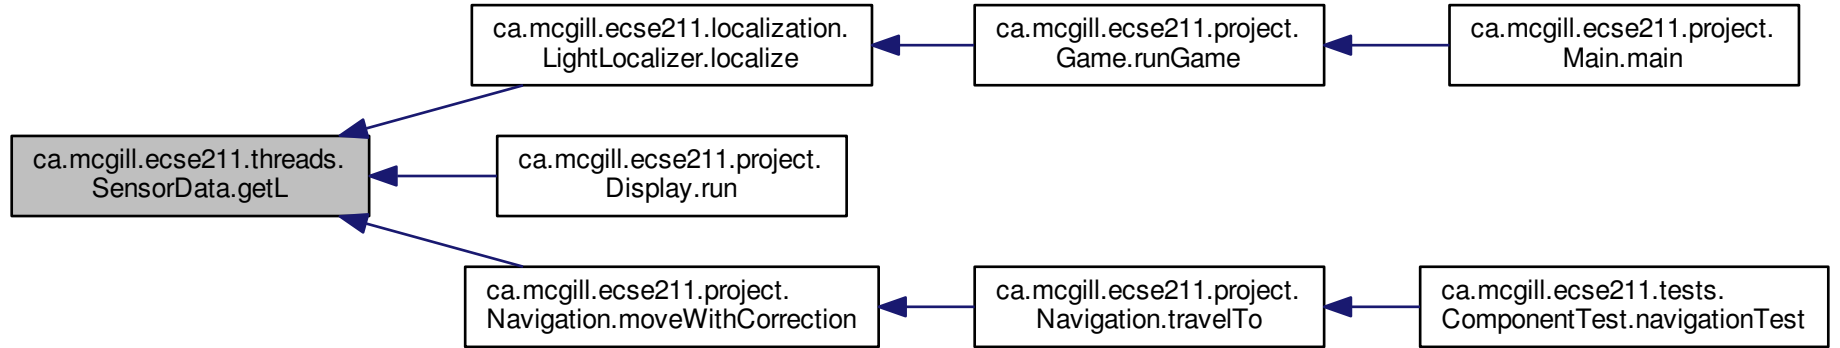 ca.mcgill.ecse211.threads.
SensorData.getL
ca.mcgill.ecse211.localization.
LightLocalizer.localize
ca.mcgill.ecse211.project.
Game.runGame
ca.mcgill.ecse211.project.
Main.main
ca.mcgill.ecse211.project.
Display.run
ca.mcgill.ecse211.project.
Navigation.moveWithCorrection
ca.mcgill.ecse211.project.
Navigation.travelTo
ca.mcgill.ecse211.tests.
ComponentTest.navigationTest